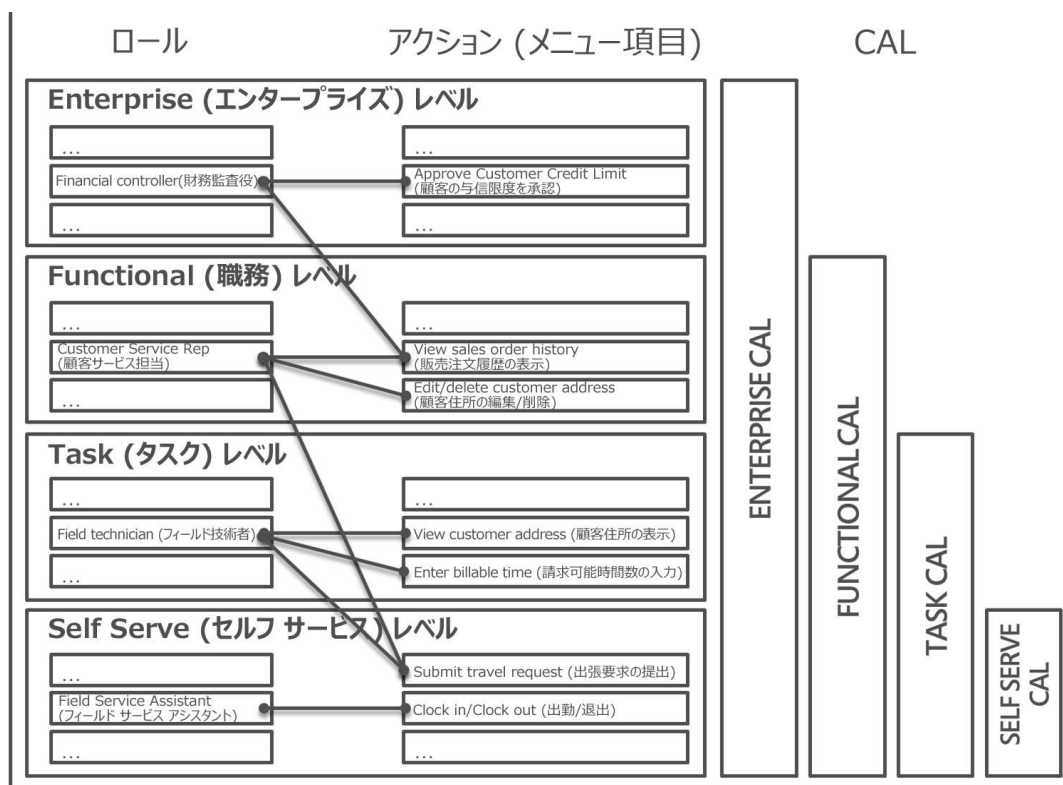 ロール
アクション (メニュー項目)
CAL
Enterprise (エンタープライズ) レベル
...
...
Financial controller(財務監査役)
Approve Customer Credit Limit
(顧客の与信限度を承認)
...
...
Functional (職務) レベル
...
...
Customer Service Rep
(顧客サービス担当)
View sales order history
(販売注文履歴の表示)
...
Edit/delete customer address
(顧客住所の編集/削除)
Task (タスク) レベル
...
...
Field technician (フィールド技術者)
View customer address (顧客住所の表示)
...
Enter billable time (請求可能時間数の入力)
Self Serve (セルフ サービス) レベル
...
Submit travel request (出張要求の提出)
Field Service Assistant
(フィールド サービス アシスタント)
Clock in/Clock out (出勤/退出)
...
...
ENTERPRISE CAL
FUNCTIONAL CAL
TASK CAL
SELF SERVE
CAL